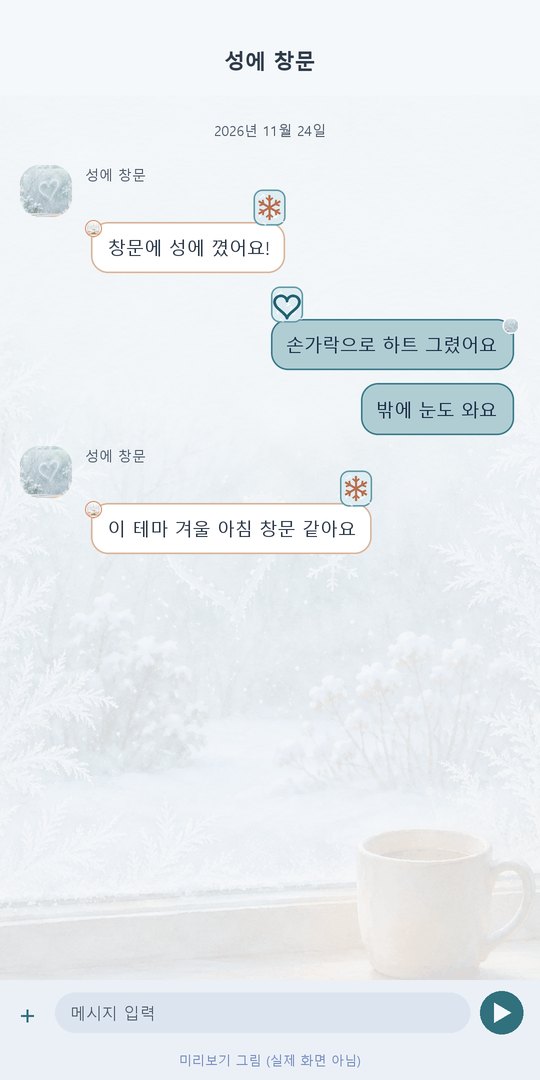 성에 창문
2026년 11월 24일
성에 창문
창문에 성에 꼈어요!
손가락으로 하트 그렸어요
밖에 눈도 와요
성에 창문
이 테마 겨울 아침 창문 같아요
메시지 입력
미리보기 그림 (실제 화면 아님)